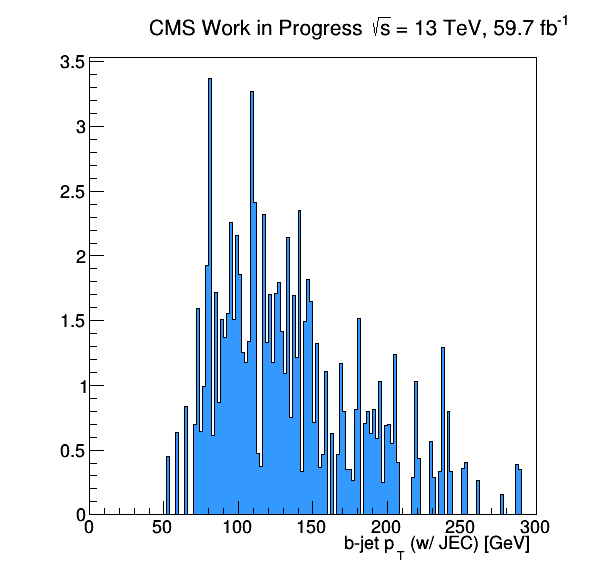 CMS Work in Progress √s = 13 TeV, 59.7 fb⁻¹
3.5
3
2.5
2
1.5
1
0.5
0
0 50 100 150 200 250 300
b-jet p_T (w/ JEC) [GeV]